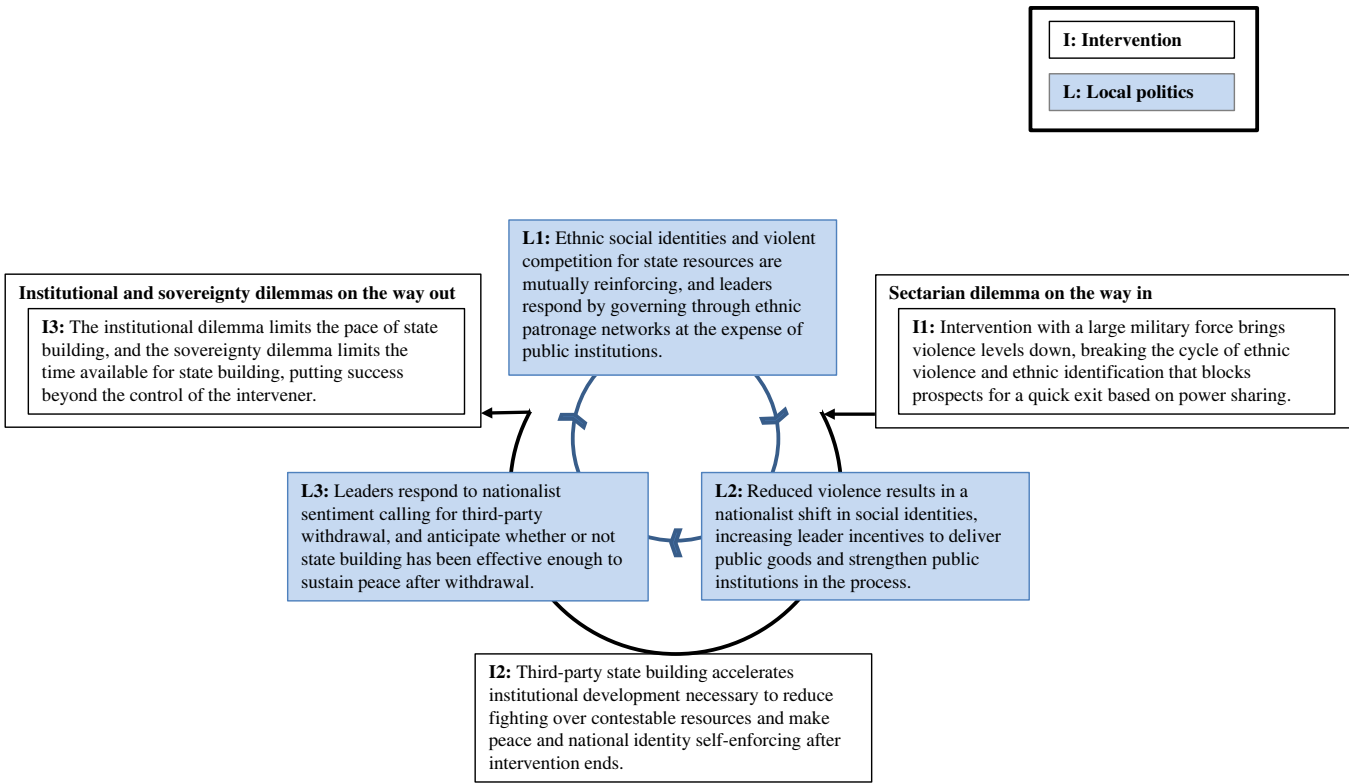 I: Intervention
L: Local politics
L1: Ethnic social identities and violent
competition for state resources are
mutually reinforcing, and leaders
respond by governing through ethnic
patronage networks at the expense of
public institutions.
Institutional and sovereignty dilemmas on the way out
I3: The institutional dilemma limits the pace of state
building, and the sovereignty dilemma limits the
time available for state building, putting success
beyond the control of the intervener.
Sectarian dilemma on the way in
I1: Intervention with a large military force brings
violence levels down, breaking the cycle of ethnic
violence and ethnic identification that blocks
prospects for a quick exit based on power sharing.
L3: Leaders respond to nationalist
sentiment calling for third-party
withdrawal, and anticipate whether or not
state building has been effective enough to
sustain peace after withdrawal.
L2: Reduced violence results in a
nationalist shift in social identities,
increasing leader incentives to deliver
public goods and strengthen public
institutions in the process.
I2: Third-party state building accelerates
institutional development necessary to reduce
fighting over contestable resources and make
peace and national identity self-enforcing after
intervention ends.